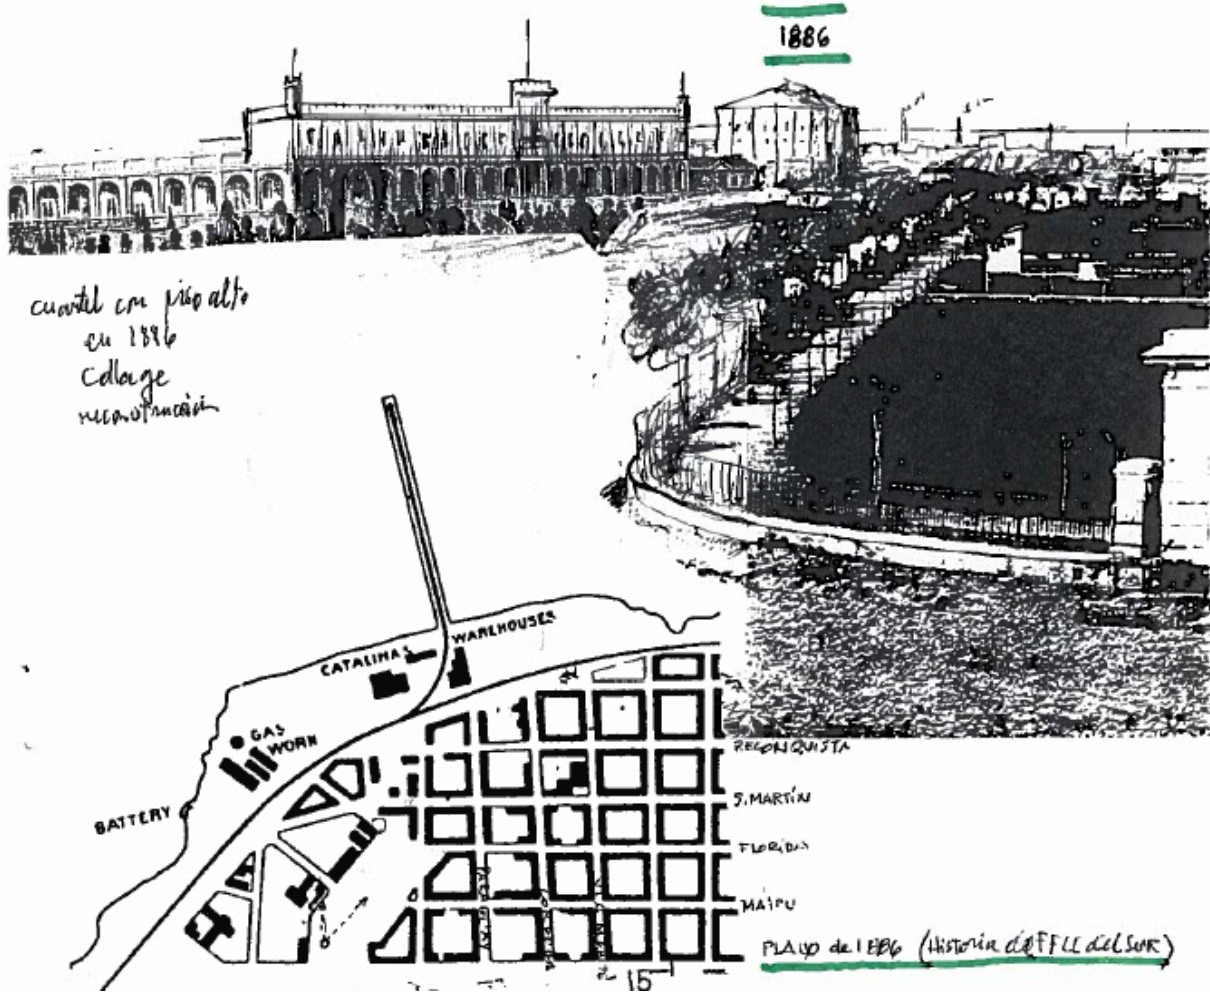 1886
cuartel con piso alto
en 1886
Collage
reconstrucción
WAREHOUSES
CATALINAS
GAS
WORK
BATTERY
RECONQUISTA
S. MARTÍN
FLORIDA
MAIPU
PLANO de 1886 (Historia de FFCC del SUR)
15